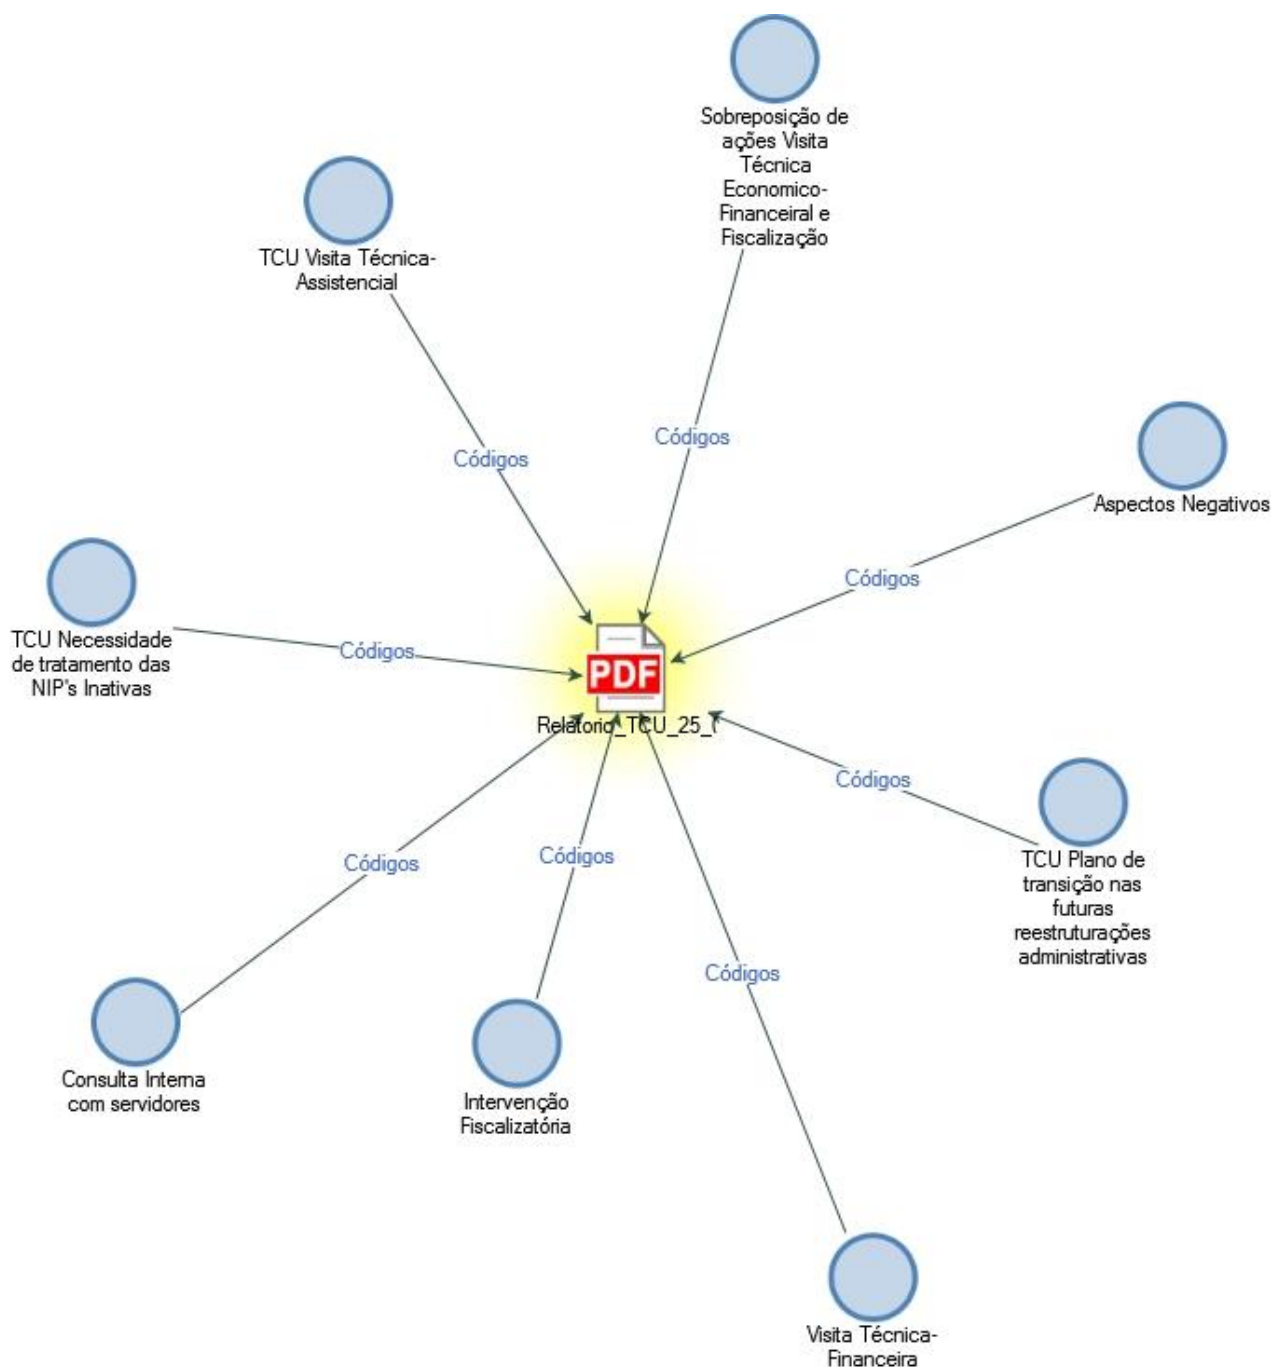 Sobreposição de
ações Visita
Técnica
Economico-
Financeiral e
Fiscalização
TCU Visita Técnica-
Assistencial
Códigos
Códigos
Aspectos Negativos
Códigos
TCU Necessidade
de tratamento das
NIP's Inativas
Códigos
PDF
Relatorio_TCU_25_(
Códigos
TCU Plano de
transição nas
futuras
reestruturações
administrativas
Códigos
Códigos
Códigos
Consulta Interna
com servidores
Intervenção
Fiscalizatória
Visita Técnica-
Financeira